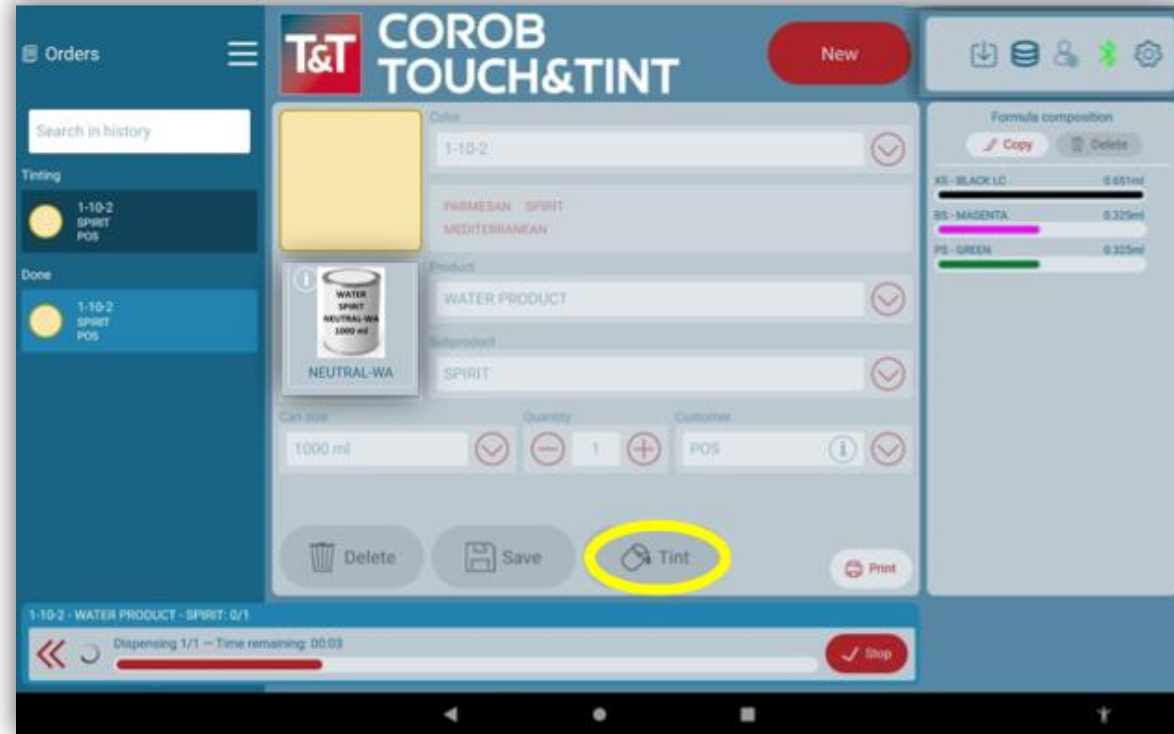 Orders
T&T COROB
TOUCH&TINT
New
Search in history
Tinting
1-10-2
SPIRIT
POS
Done
1-10-2
SPIRIT
POS
Color
1-10-2
PARMESAN SPIRIT
MEDITERRANEAN
i
WATER
SPIRIT
NEUTRAL-WA
1000 ml
NEUTRAL-WA
Product
WATER PRODUCT
Subproduct
SPIRIT
Can size
1000 ml
Quantity
1
Customer
POS
i
Delete
Save
Tint
Print
Formula composition
Copy
Delete
XS - BLACK LC 0.651ml
BS - MAGENTA 0.325ml
PS - GREEN 0.325ml
1-10-2 - WATER PRODUCT - SPIRIT: 0/1
Dispensing 1/1 — Time remaining: 00:03
Stop